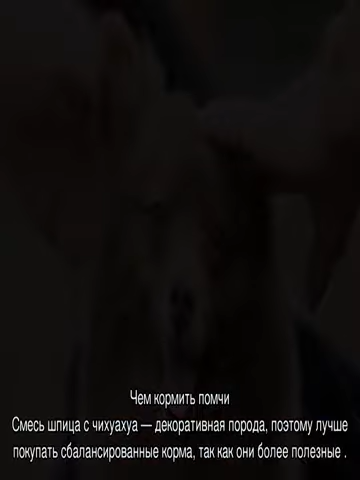 Чем кормить помчи
Смесь шпица с чихуахуа — декоративная порода, поэтому лучше
покупать сбалансированные корма, так как они более полезные .